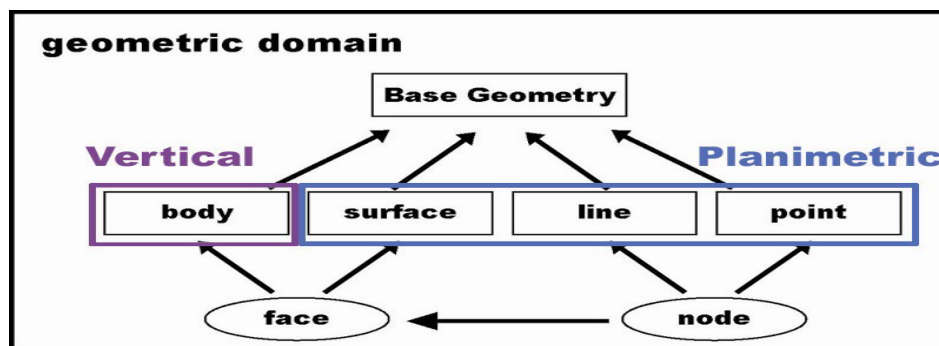 geometric domain
Base Geometry
Vertical
Planimetric
body
surface
line
point
face
node